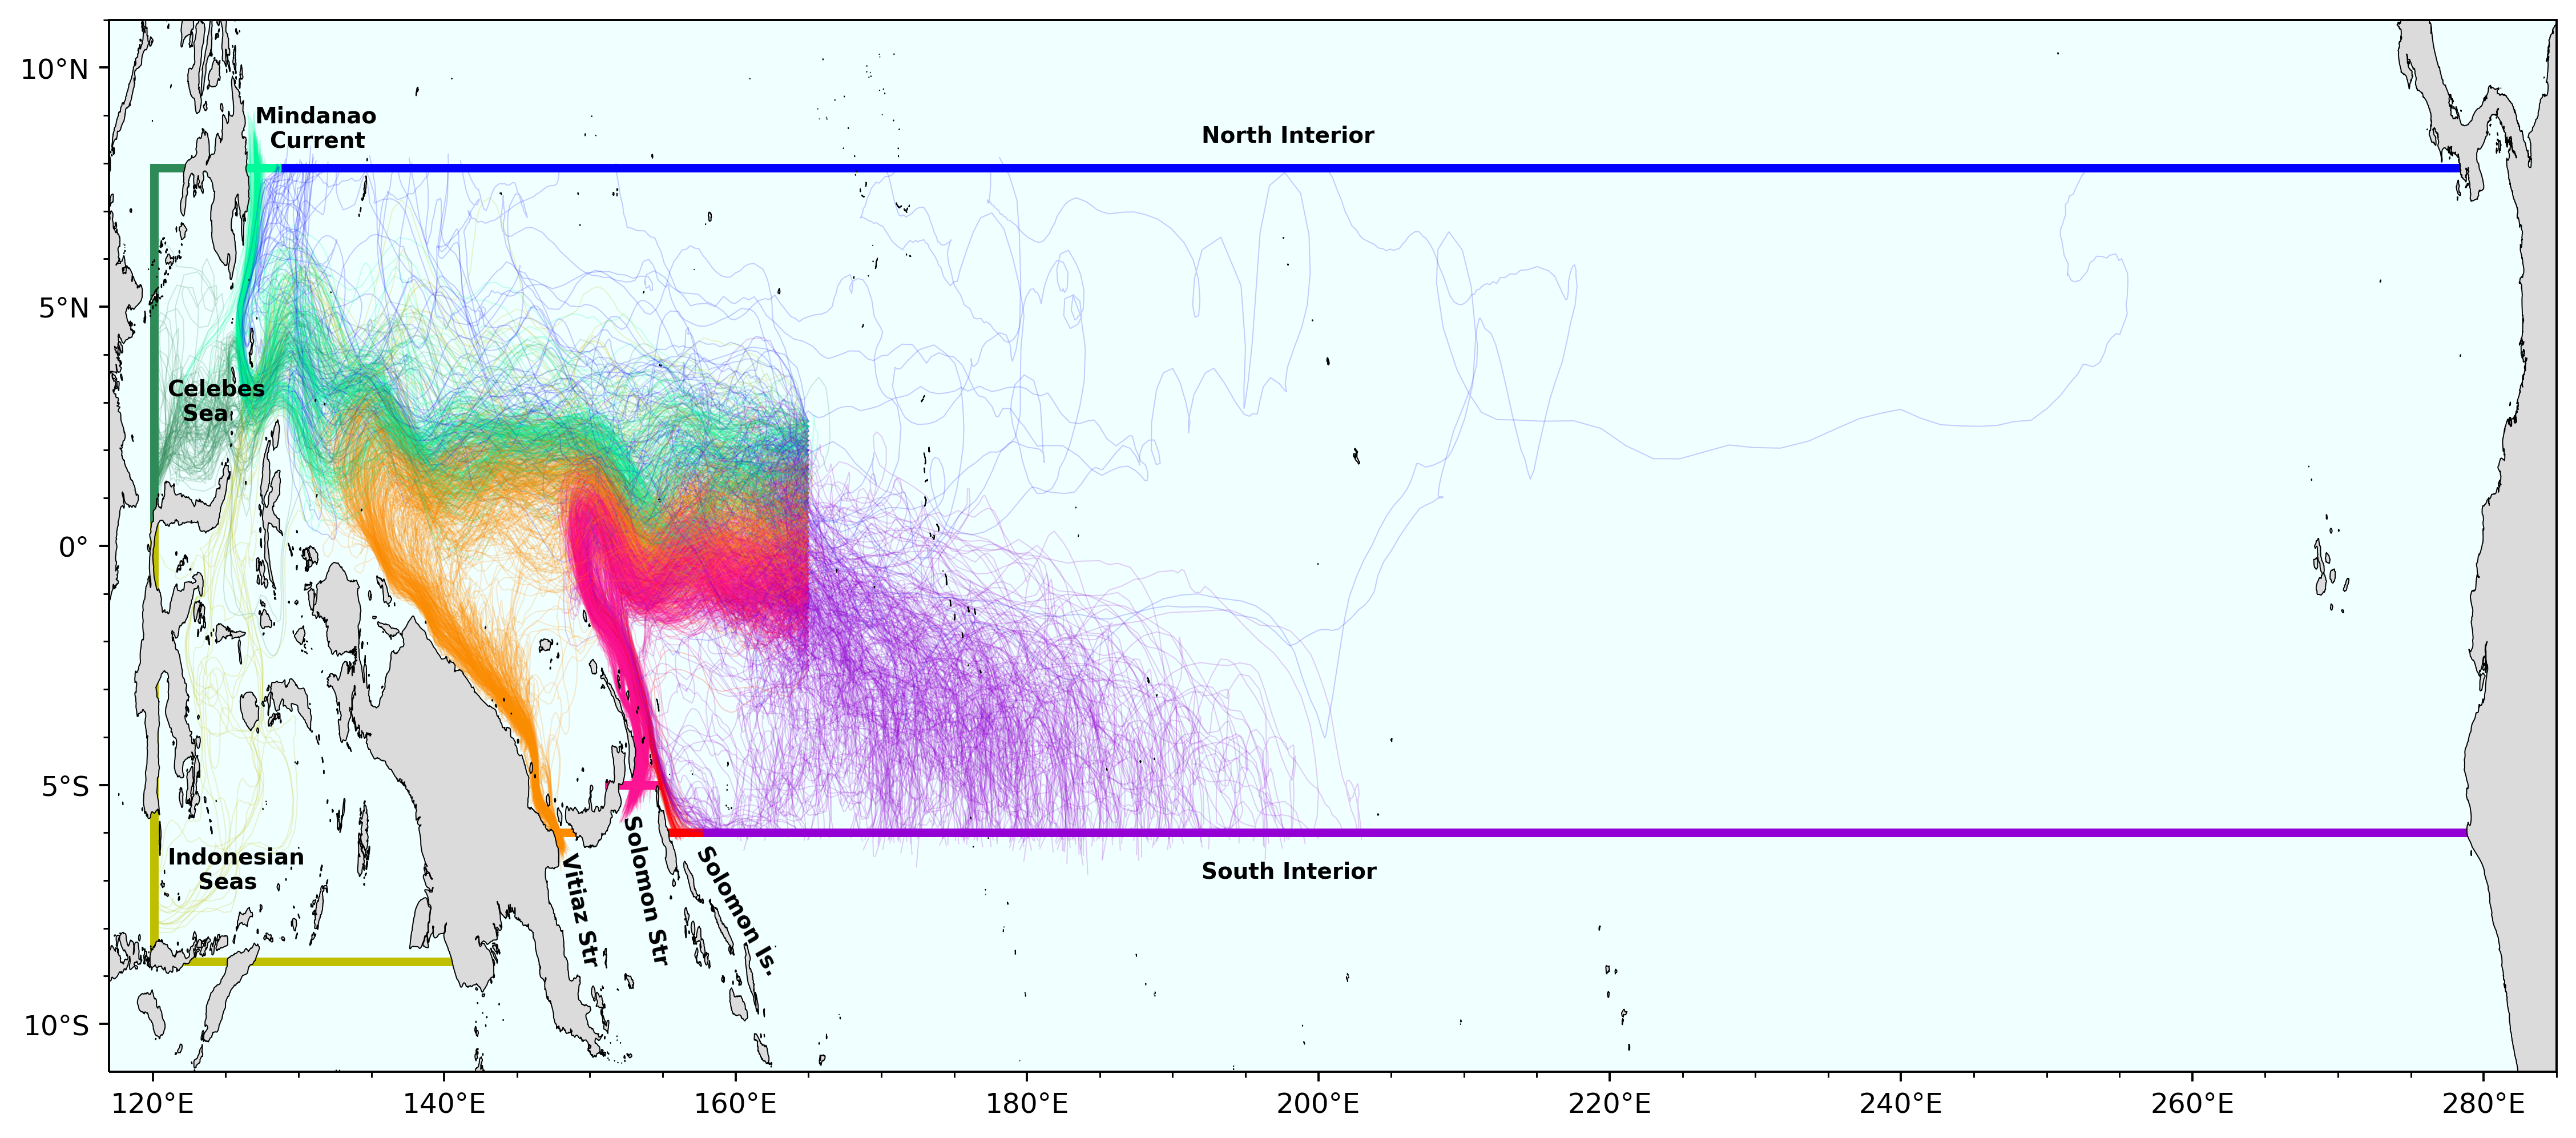 10°N
5°N
0°
5°S
10°S
Mindanao
Current
North Interior
Celebes
Sea
Indonesian
Seas
Vitiaz Str
Solomon Str
Solomon Is.
South Interior
120°E
140°E
160°E
180°E
200°E
220°E
240°E
260°E
280°E